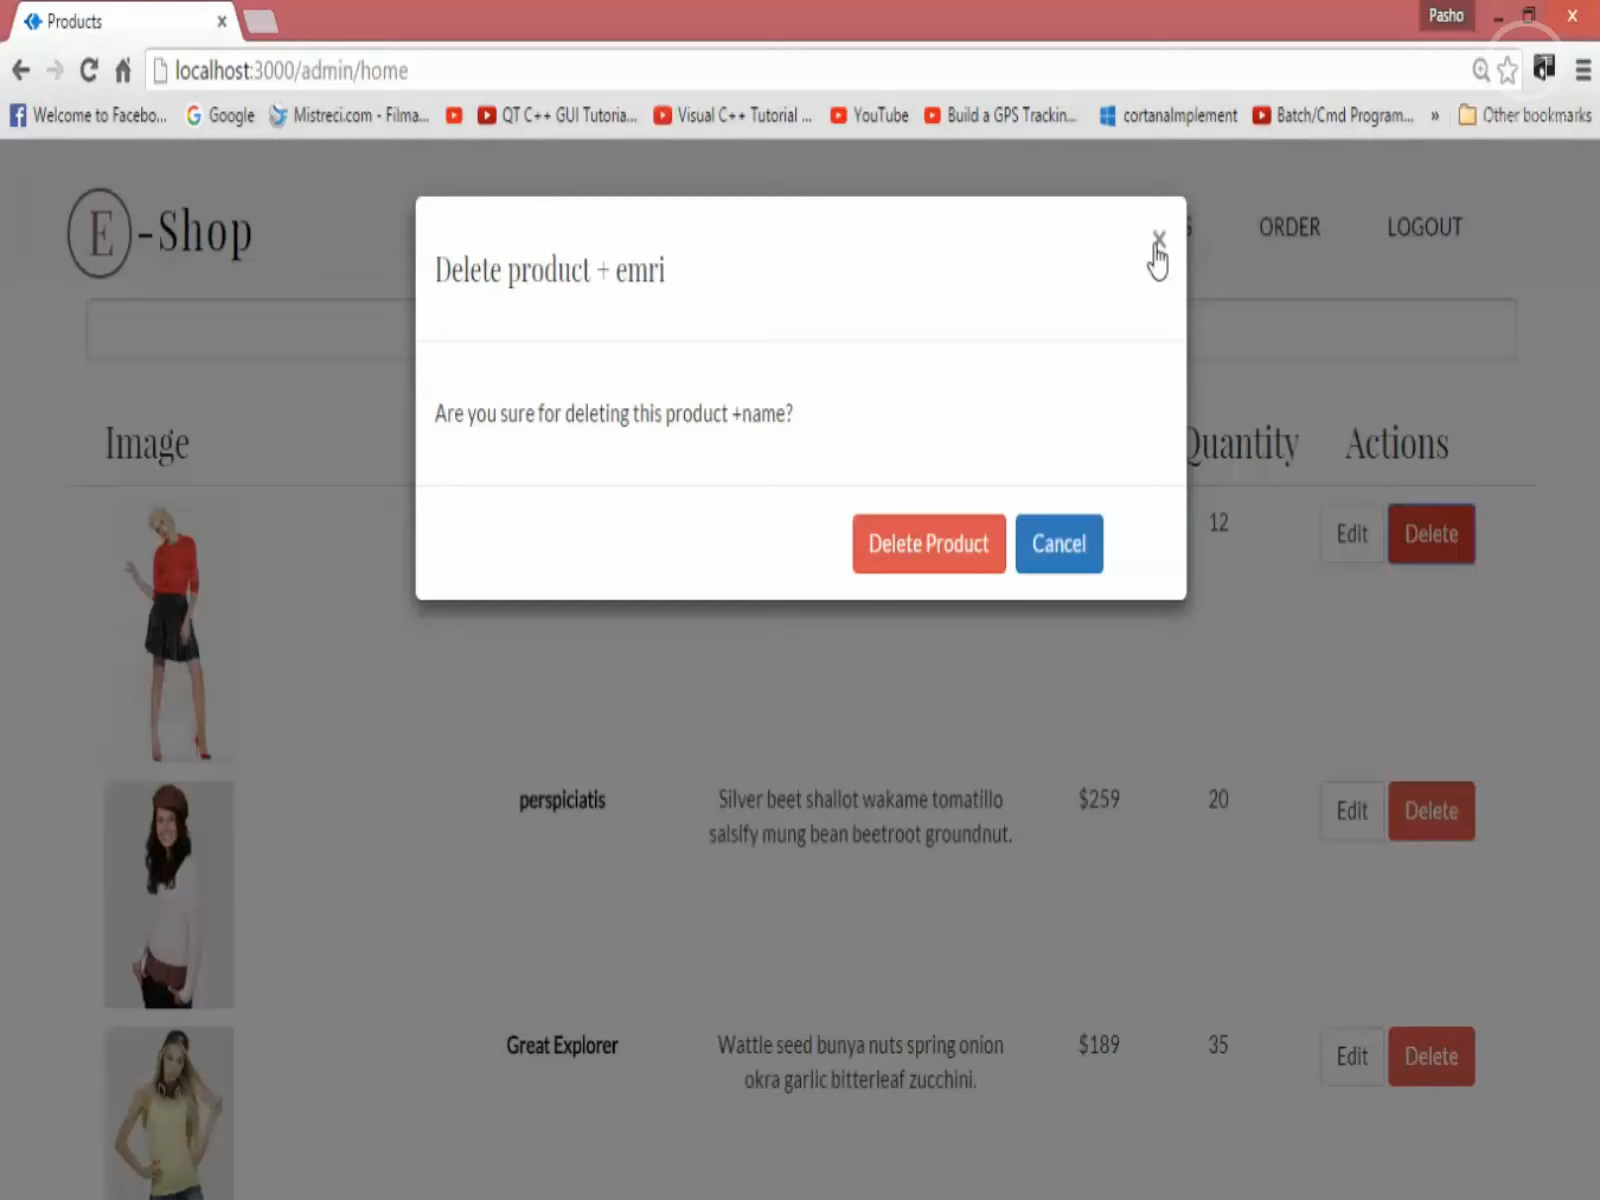 Products
Pasho
localhost:3000/admin/home
Welcome to Facebo...
Google
Mistreci.com - Filma...
QT C++ GUI Tutoria...
Visual C++ Tutorial ...
YouTube
Build a GPS Trackin...
cortanaImplement
Batch/Cmd Program...
»
Other bookmarks
E-Shop
ORDER
LOGOUT
Delete product + emri
Are you sure for deleting this product +name?
Delete Product
Cancel
Image
Quantity
Actions
12
Edit
Delete
perspiciatis
Silver beet shallot wakame tomatillo
salsify mung bean beetroot groundnut.
$259
20
Edit
Delete
Great Explorer
Wattle seed bunya nuts spring onion
okra garlic bitterleaf zucchini.
$189
35
Edit
Delete